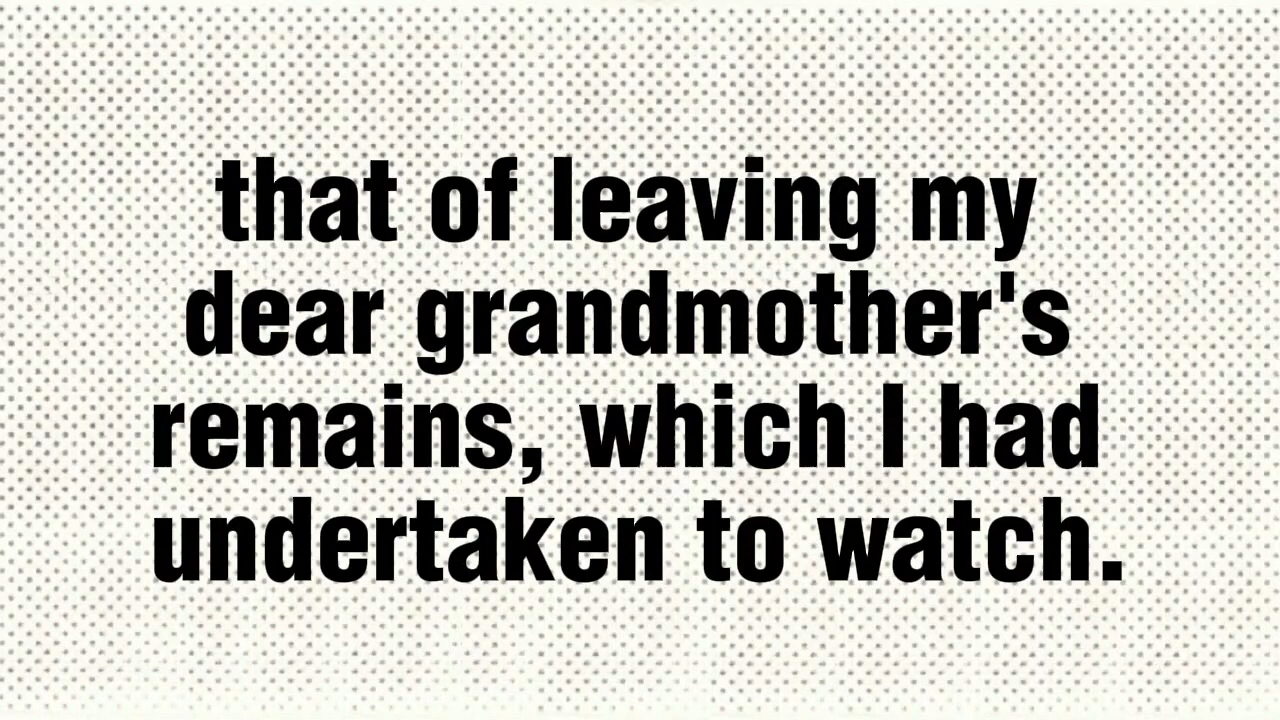 that of leaving my
dear grandmother's
remains, which I had
undertaken to watch.